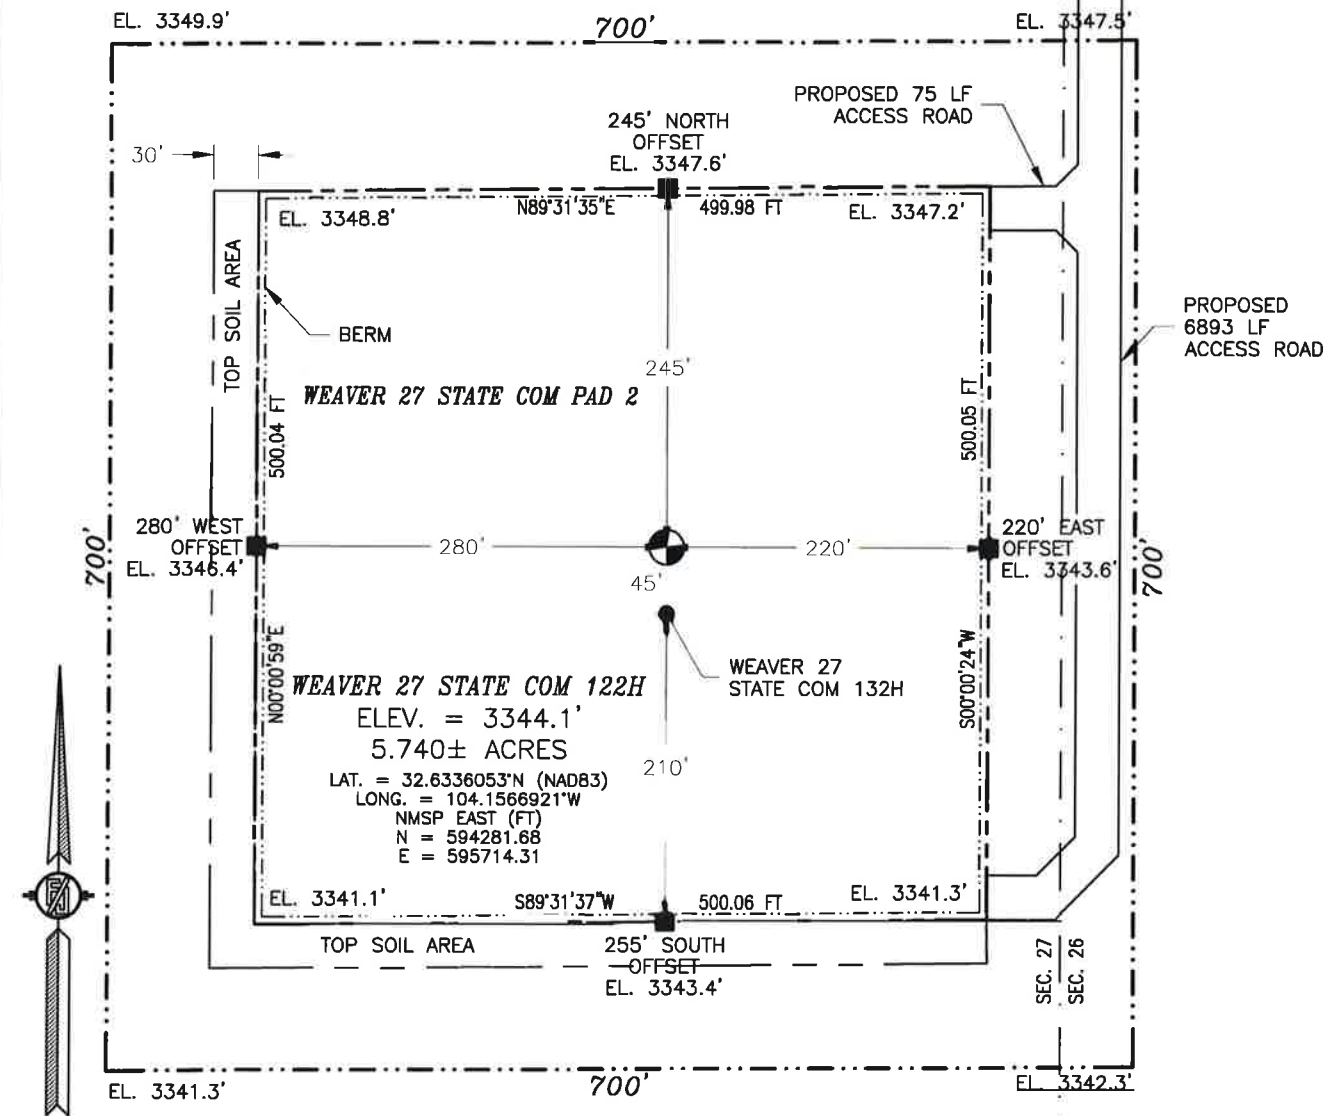 EL. 3349.9'
700'
EL. 3347.5'
PROPOSED 75 LF
ACCESS ROAD
245' NORTH
OFFSET
EL. 3347.6'
30'
N89°31'35"E
499.98 FT
EL. 3348.8'
EL. 3347.2'
TOP SOIL AREA
BERM
PROPOSED
6893 LF
ACCESS ROAD
245'
WEAVER 27 STATE COM PAD 2
500.04 FT
500.05 FT
280' WEST
OFFSET
EL. 3346.4'
280'
220'
220' EAST
OFFSET
EL. 3343.6'
700'
700'
45'
N00°00'59"E
WEAVER 27
STATE COM 132H
S00°00'24"W
WEAVER 27 STATE COM 122H
ELEV. = 3344.1'
5.740± ACRES
LAT. = 32.6336053°N (NAD83)
LONG. = 104.1566921°W
NMSP EAST (FT)
N = 594281.68
E = 595714.31
210'
EL. 3341.1'
S89°31'37"W
500.06 FT
EL. 3341.3'
TOP SOIL AREA
255' SOUTH
OFFSET
EL. 3343.4'
SEC. 27
SEC. 26
EL. 3341.3'
700'
EL. 3342.3'